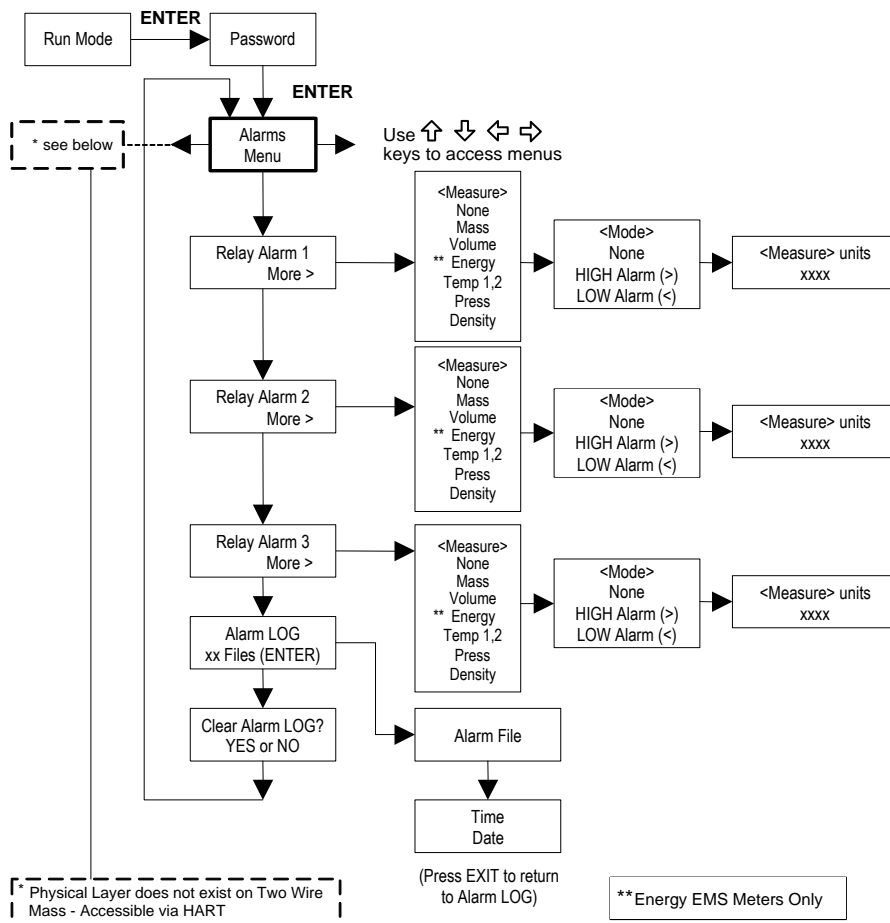 ENTER
Run Mode
Password
ENTER
* see below
Alarms
Menu
Use
keys to access menus
Relay Alarm 1
More >
<Measure>
None
Mass
Volume
** Energy
Temp 1,2
Press
Density
<Mode>
None
HIGH Alarm (>)
LOW Alarm (<)
<Measure> units
xxxx
Relay Alarm 2
More >
<Measure>
None
Mass
Volume
** Energy
Temp 1,2
Press
Density
<Mode>
None
HIGH Alarm (>)
LOW Alarm (<)
<Measure> units
xxxx
Relay Alarm 3
More >
<Measure>
None
Mass
Volume
** Energy
Temp 1,2
Press
Density
<Mode>
None
HIGH Alarm (>)
LOW Alarm (<)
<Measure> units
xxxx
Alarm LOG
xx Files (ENTER)
Clear Alarm LOG?
YES or NO
Alarm File
Time
Date
(Press EXIT to return
to Alarm LOG)
* Physical Layer does not exist on Two Wire
Mass - Accessible via HART
**Energy EMS Meters Only